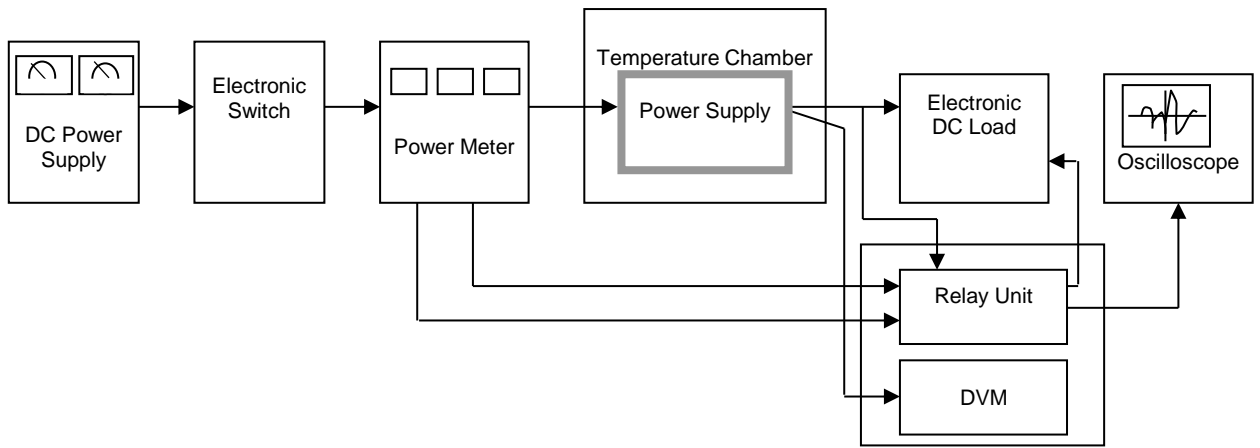 DC Power
Supply
Electronic
Switch
Power Meter
Temperature Chamber
Power Supply
Electronic
DC Load
Oscilloscope
Relay Unit
DVM